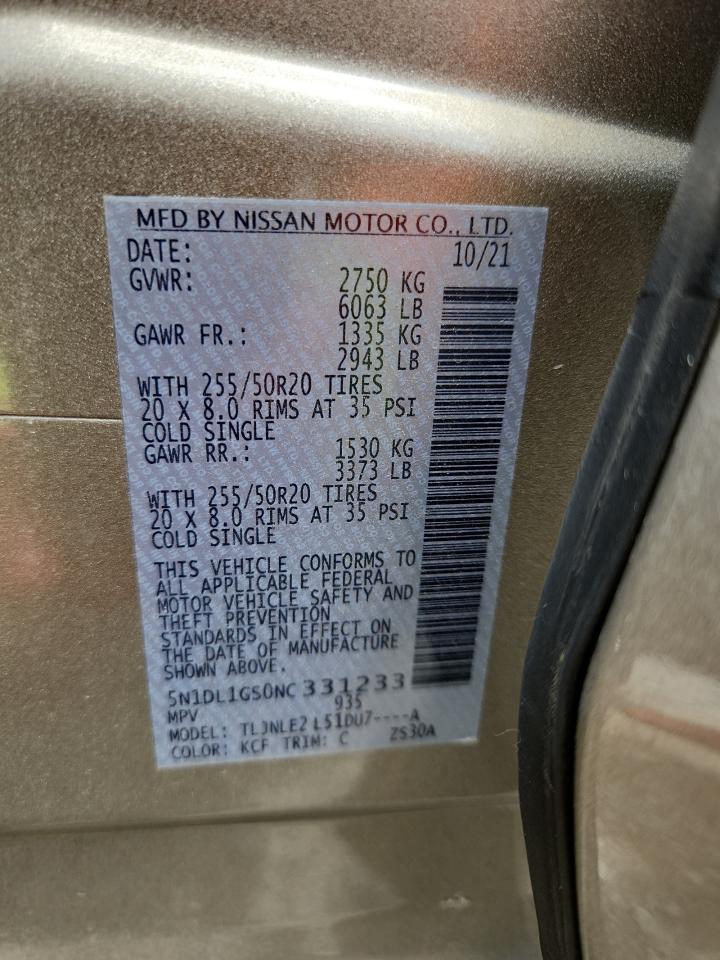 MFD BY NISSAN MOTOR CO., LTD.
DATE: 10/21
GVWR: 2750 KG
6063 LB
GAWR FR.: 1335 KG
2943 LB
WITH 255/50R20 TIRES
20 X 8.0 RIMS AT 35 PSI
COLD SINGLE
GAWR RR.: 1530 KG
3373 LB
WITH 255/50R20 TIRES
20 X 8.0 RIMS AT 35 PSI
COLD SINGLE
THIS VEHICLE CONFORMS TO
ALL APPLICABLE FEDERAL
MOTOR VEHICLE SAFETY AND
THEFT PREVENTION
STANDARDS IN EFFECT ON
THE DATE OF MANUFACTURE
SHOWN ABOVE.
5N1DL1GS0NC 331233
MPV 935
MODEL: TLJNLE2 L51DU7----A
COLOR: KCF TRIM: C ZS30A